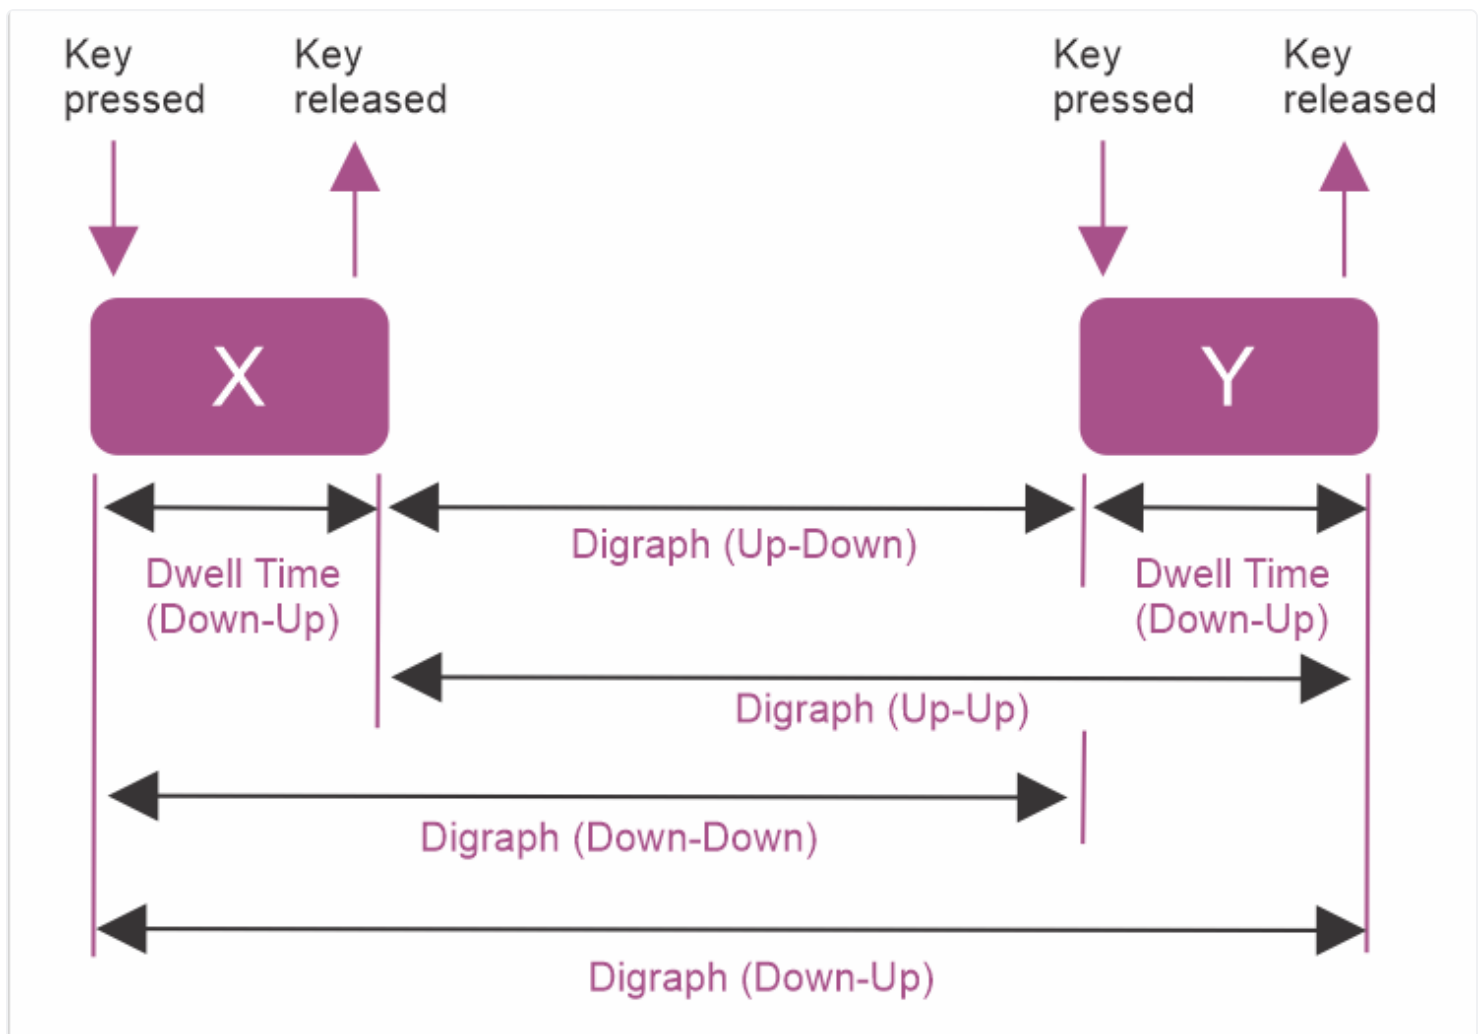 Key
pressed
Key
released
Key
pressed
Key
released
X
Y
Digraph (Up-Down)
Dwell Time
(Down-Up)
Dwell Time
(Down-Up)
Digraph (Up-Up)
Digraph (Down-Down)
Digraph (Down-Up)